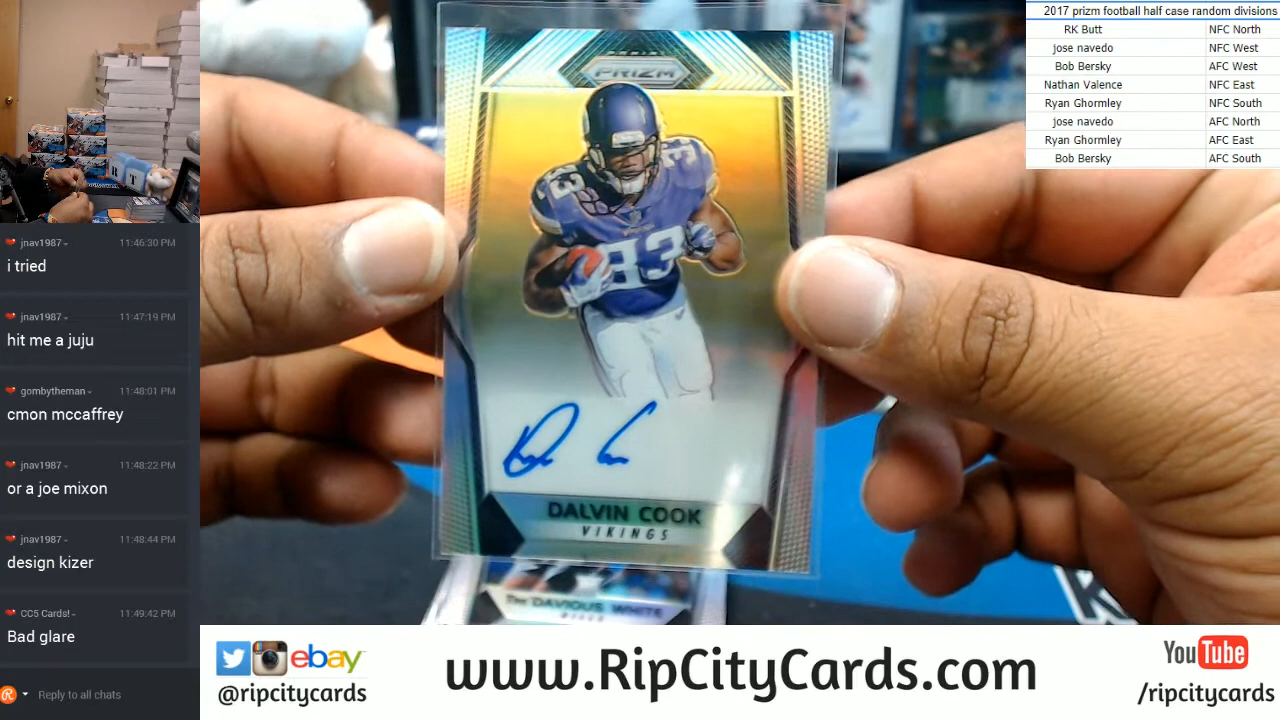 2017 prizm football half case random divisions
RK Butt NFC North
jose navedo NFC West
Bob Bersky AFC West
Nathan Valence NFC East
Ryan Ghormley NFC South
jose navedo AFC North
Ryan Ghormley AFC East
Bob Bersky AFC South
jnav1987 11:46:30 PM
i tried
jnav1987 11:47:19 PM
hit me a juju
gombytheman 11:48:01 PM
cmon mccaffrey
jnav1987 11:48:22 PM
or a joe mixon
jnav1987 11:48:44 PM
design kizer
CC5 Cards! 11:49:42 PM
Bad glare
Reply to all chats
PANINI
PRIZM
33
33
DALVIN COOK
VIKINGS
Tre'DAVIOUS WHITE
BILLS
R T
ebay
@ripcitycards
www.RipCityCards.com
YouTube
/ripcitycards